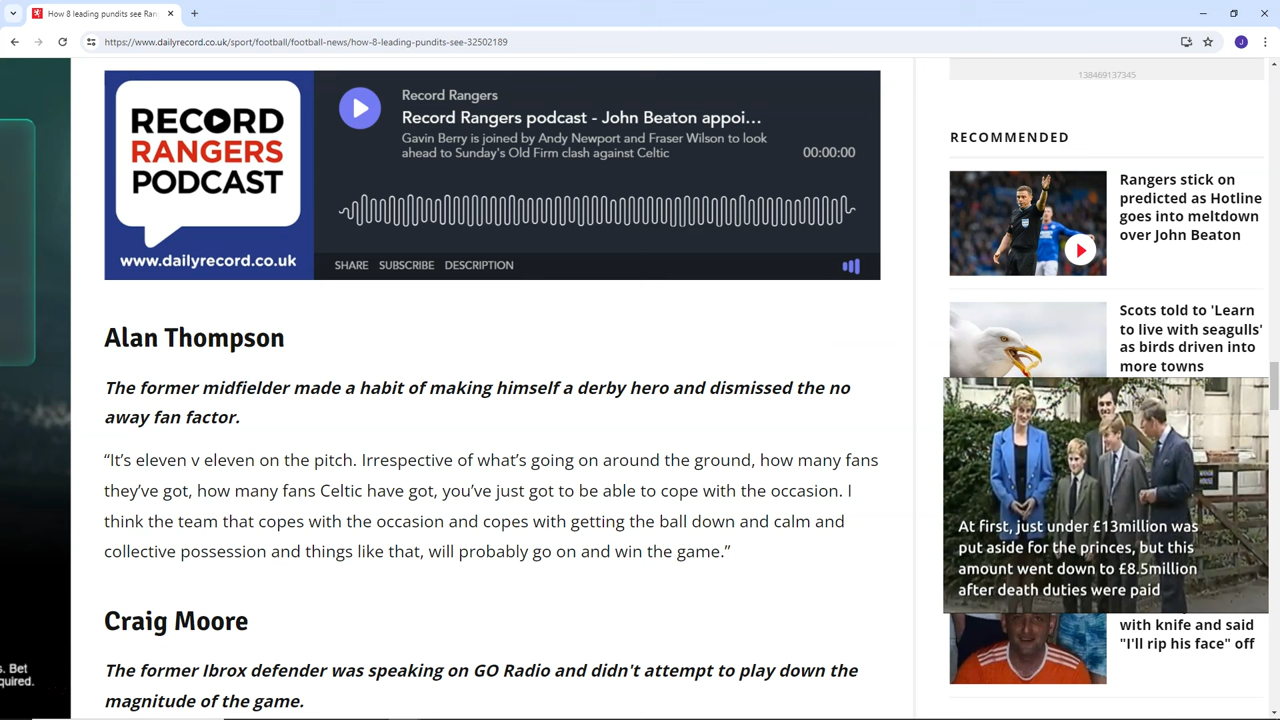 How 8 leading pundits see Ran
https://www.dailyrecord.co.uk/sport/football/football-news/how-8-leading-pundits-see-32502189
J
RECORD
RANGERS
PODCAST
www.dailyrecord.co.uk
Record Rangers
Record Rangers podcast - John Beaton appoi...
Gavin Berry is joined by Andy Newport and Fraser Wilson to look
ahead to Sunday's Old Firm clash against Celtic
00:00:00
SHARE SUBSCRIBE DESCRIPTION
Alan Thompson
The former midfielder made a habit of making himself a derby hero and dismissed the no
away fan factor.
“It’s eleven v eleven on the pitch. Irrespective of what’s going on around the ground, how many fans
they’ve got, how many fans Celtic have got, you’ve just got to be able to cope with the occasion. I
think the team that copes with the occasion and copes with getting the ball down and calm and
collective possession and things like that, will probably go on and win the game.”
Craig Moore
The former Ibrox defender was speaking on GO Radio and didn't attempt to play down the
magnitude of the game.
s. Bet
quired.
138469137345
RECOMMENDED
Rangers stick on
predicted as Hotline
goes into meltdown
over John Beaton
Scots told to 'Learn
to live with seagulls'
as birds driven into
more towns
At first, just under £13million was
put aside for the princes, but this
amount went down to £8.5million
after death duties were paid
with knife and said
"I'll rip his face" off